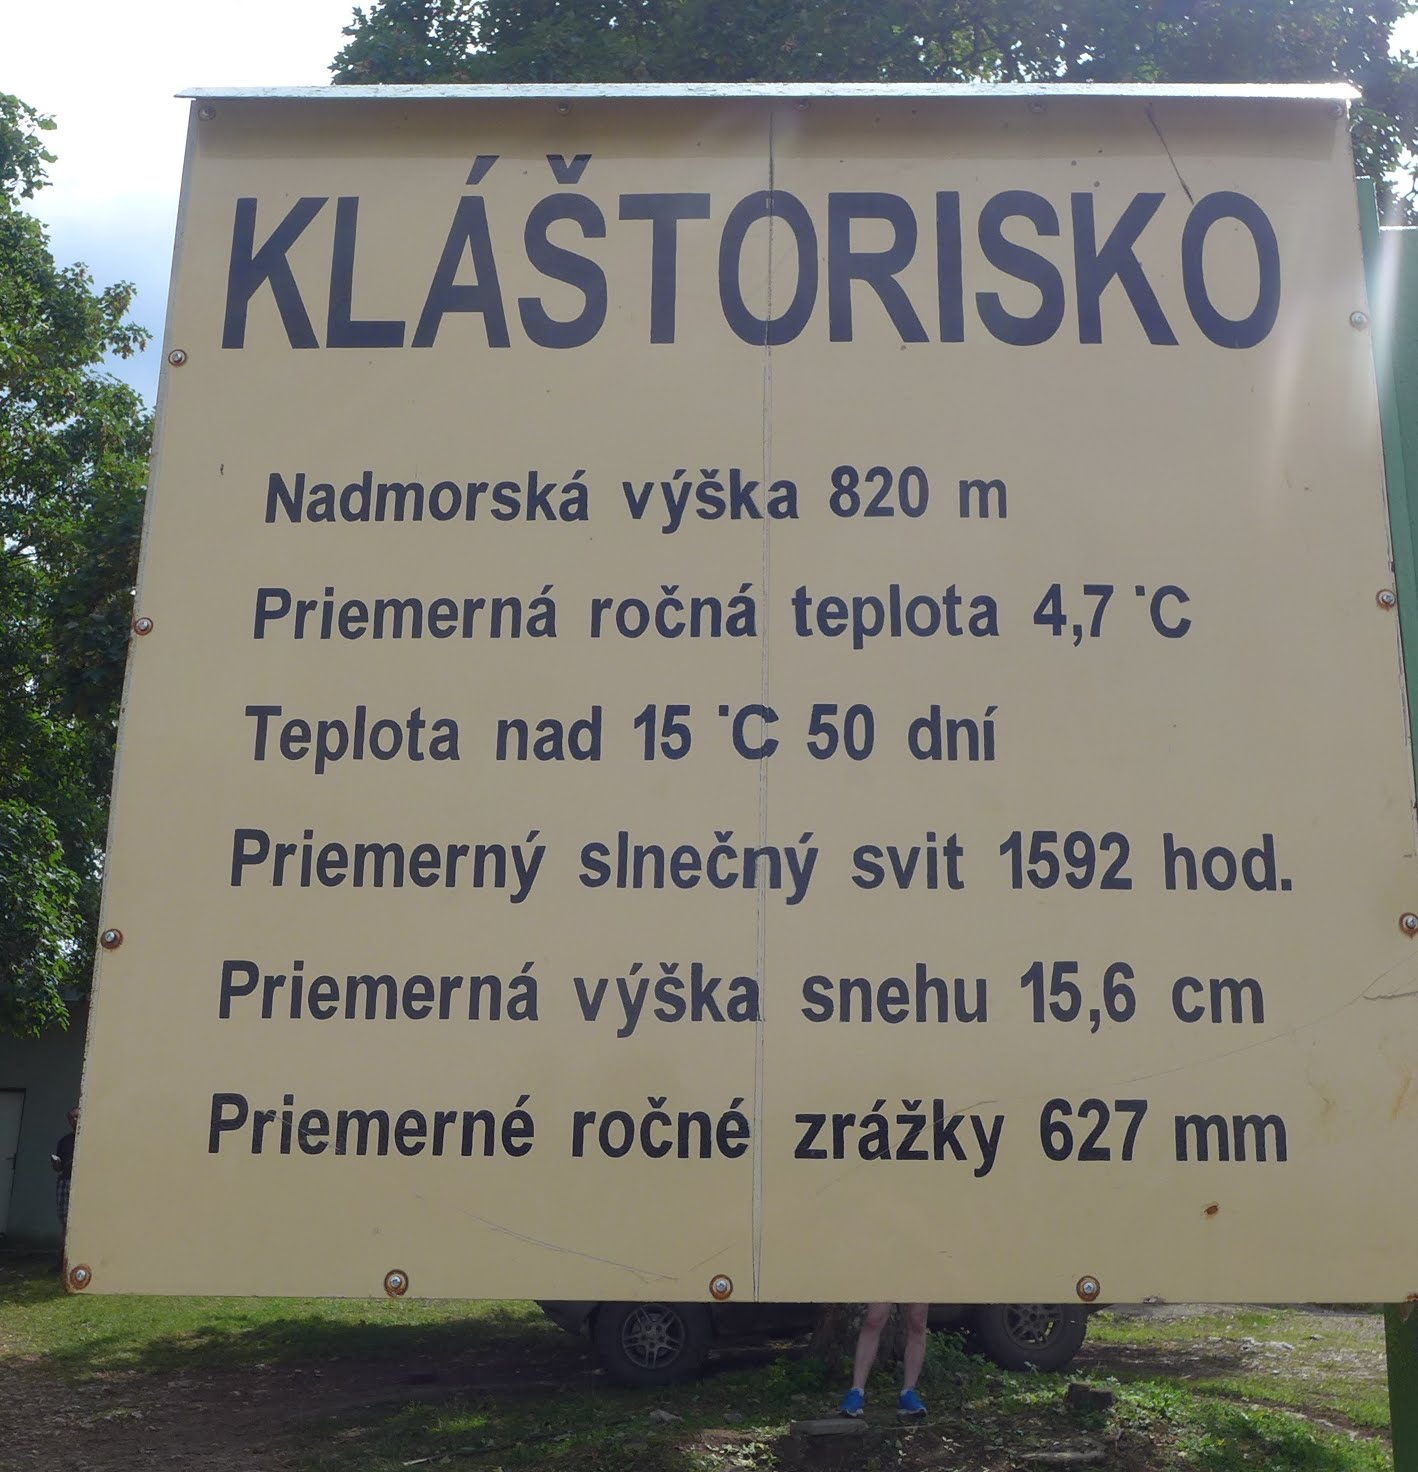 KLÁŠTORISKO
Nadmorská výška 820 m
Priemerná ročná teplota 4,7 °C
Teplota nad 15 °C 50 dní
Priemerný slnečný svit 1592 hod.
Priemerná výška snehu 15,6 cm
Priemerné ročné zrážky 627 mm